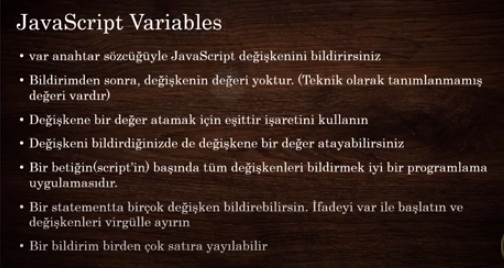 JavaScript Variables
• var anahtar sözcüğüyle JavaScript değişkenini bildirirsiniz
• Bildirimden sonra, değişkenin değeri yoktur. (Teknik olarak tanımlanmamış
değeri vardır)
• Değişkene bir değer atamak için eşittir işaretini kullanın
• Değişkeni bildirdiğinizde de değişkene bir değer atayabilirsiniz
• Bir betiğin(script'in) başında tüm değişkenleri bildirmek iyi bir programlama
uygulamasıdır.
• Bir statementta birçok değişken bildirebilirsin. İfadeyi var ile başlatın ve
değişkenleri virgülle ayırın
• Bir bildirim birden çok satıra yayılabilir